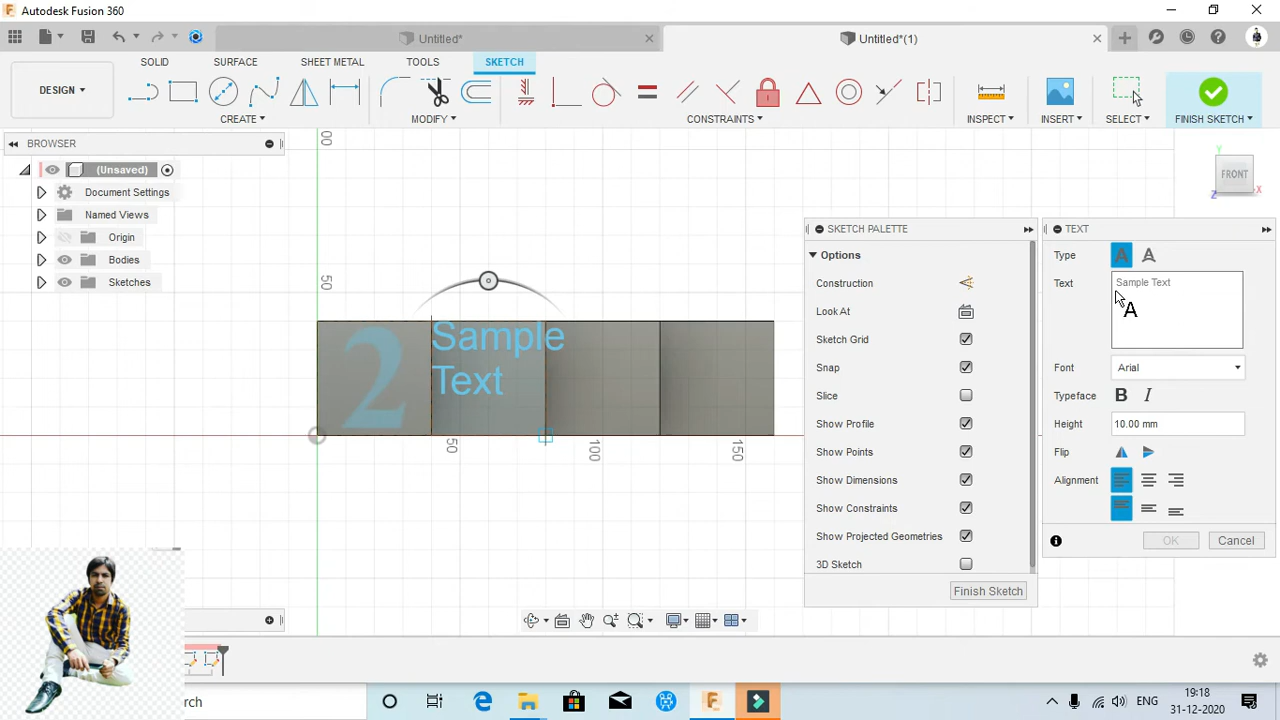 Autodesk Fusion 360
Untitled*
Untitled*(1)
SOLID
SURFACE
SHEET METAL
TOOLS
SKETCH
DESIGN
CREATE
MODIFY
CONSTRAINTS
INSPECT
INSERT
SELECT
FINISH SKETCH
BROWSER
(Unsaved)
Document Settings
Named Views
Origin
Bodies
Sketches
00
50
2
Sample
Text
50
100
150
Y
FRONT
X
Z
SKETCH PALETTE
Options
Construction
Look At
Sketch Grid
Snap
Slice
Show Profile
Show Points
Show Dimensions
Show Constraints
Show Projected Geometries
3D Sketch
Finish Sketch
TEXT
Type
A A
Text
Sample Text
A
Font
Arial
Typeface
B I
Height
10.00 mm
Flip
Alignment
OK
Cancel
rch
ENG
19:18
31-12-2020